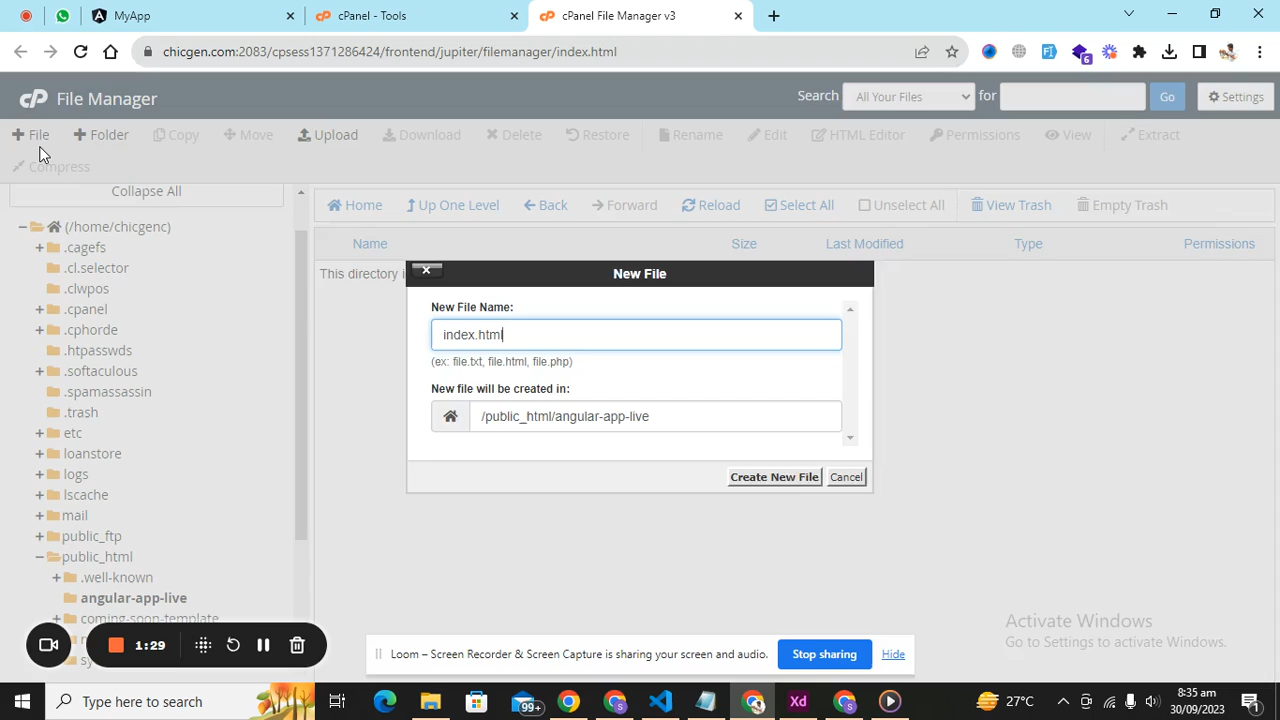 MyApp
cPanel - Tools
cPanel File Manager v3
chicgen.com:2083/cpsess1371286424/frontend/jupiter/filemanager/index.html
6
cP File Manager
Search All Your Files for Go Settings
File Folder Copy Move Upload Download Delete Restore Rename Edit HTML Editor Permissions View Extract
Compress
Collapse All
(/home/chicgenc)
.cagefs
.cl.selector
.clwpos
.cpanel
.cphorde
.htpasswds
.softaculous
.spamassassin
.trash
etc
loanstore
logs
lscache
mail
public_ftp
public_html
.well-known
angular-app-live
coming-soon-template
Home Up One Level Back Forward Reload Select All Unselect All View Trash Empty Trash
Name Size Last Modified Type Permissions
This directory i
New File
New File Name:
index.html
(ex: file.txt, file.html, file.php)
New file will be created in:
/public_html/angular-app-live
Create New File Cancel
1:29
Loom – Screen Recorder & Screen Capture is sharing your screen and audio. Stop sharing Hide
Activate Windows
Go to Settings to activate Windows.
Type here to search
99+
Xd
27°C
8:35 am
30/09/2023